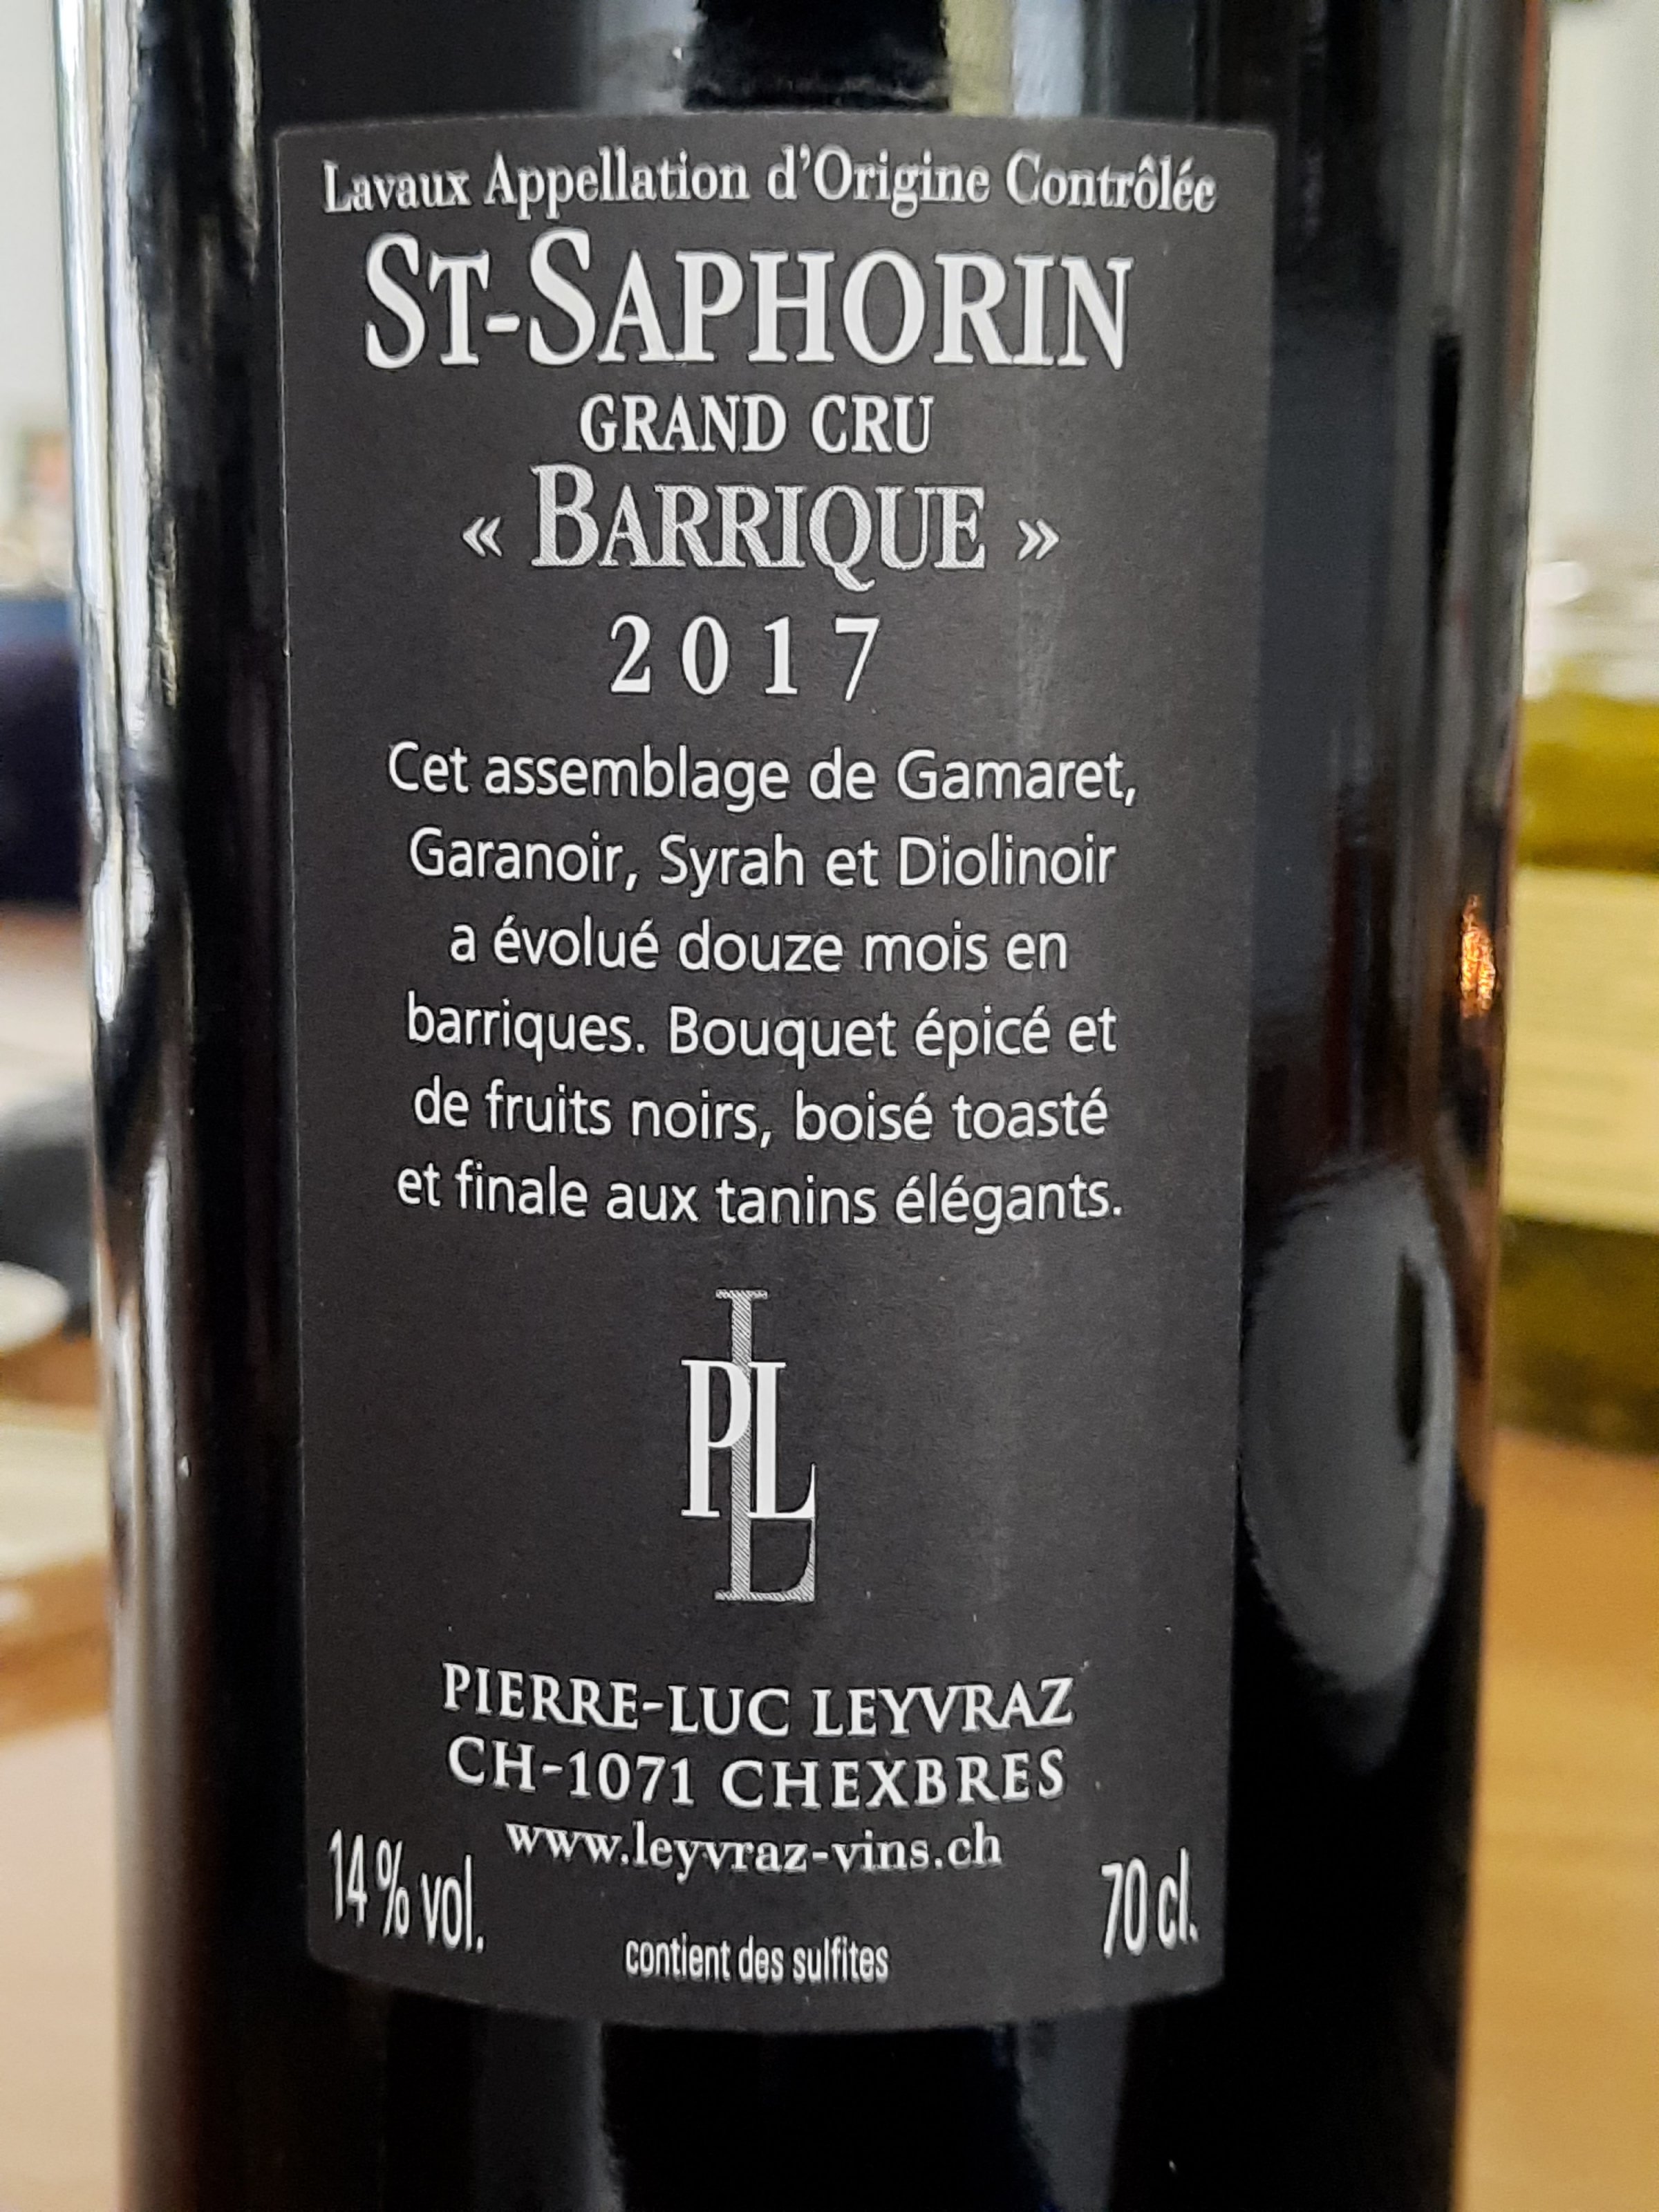 Lavaux Appellation d'Origine Contrôlée
ST-SAPHORIN
GRAND CRU
« BARRIQUE »
2017
Cet assemblage de Gamaret,
Garanoir, Syrah et Diolinoir
a évolué douze mois en
barriques. Bouquet épicé et
de fruits noirs, boisé toasté
et finale aux tanins élégants.
PLL
PIERRE-LUC LEYVRAZ
CH-1071 CHEXBRES
www.leyvraz-vins.ch
14% vol.
70 cl.
contient des sulfites